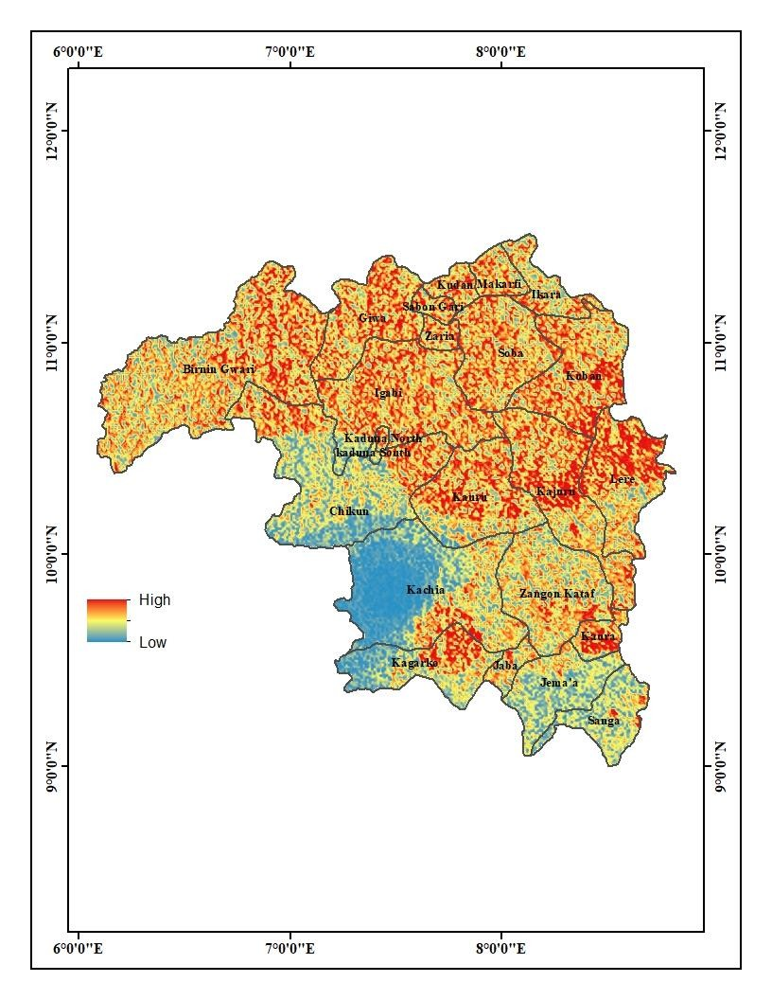 6°0'0"E 7°0'0"E 8°0'0"E
12°0'0"N 12°0'0"N
Kudan Makarfi
Ikara
Sabon Gari
Giwa
Zaria
11°0'0"N 11°0'0"N
Soba
Birnin Gwari
Kuban
Igabi
Kaduna North
kaduna South
Lere
Kajuru
Kauru
Chikun
10°0'0"N 10°0'0"N
Kachia
Zangon Kataf
High
Low
Kaura
Kagarko
Jaba
Jema'a
Sanga
9°0'0"N 9°0'0"N
6°0'0"E 7°0'0"E 8°0'0"E